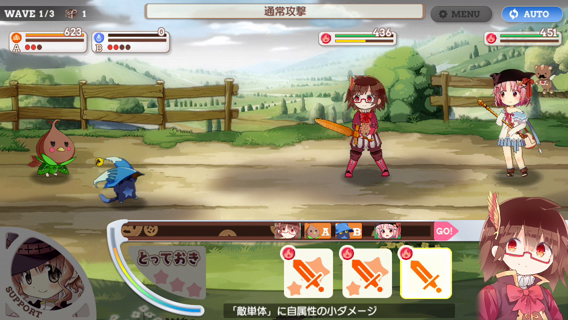 WAVE 1/3 1
通常攻撃
MENU
AUTO
623
A
0
B
436
451
A
B
GO!
とっておき
SUPPORT
「敵単体」に自属性の小ダメージ